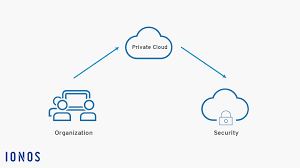 Private Cloud
Organization
Security
IONOS